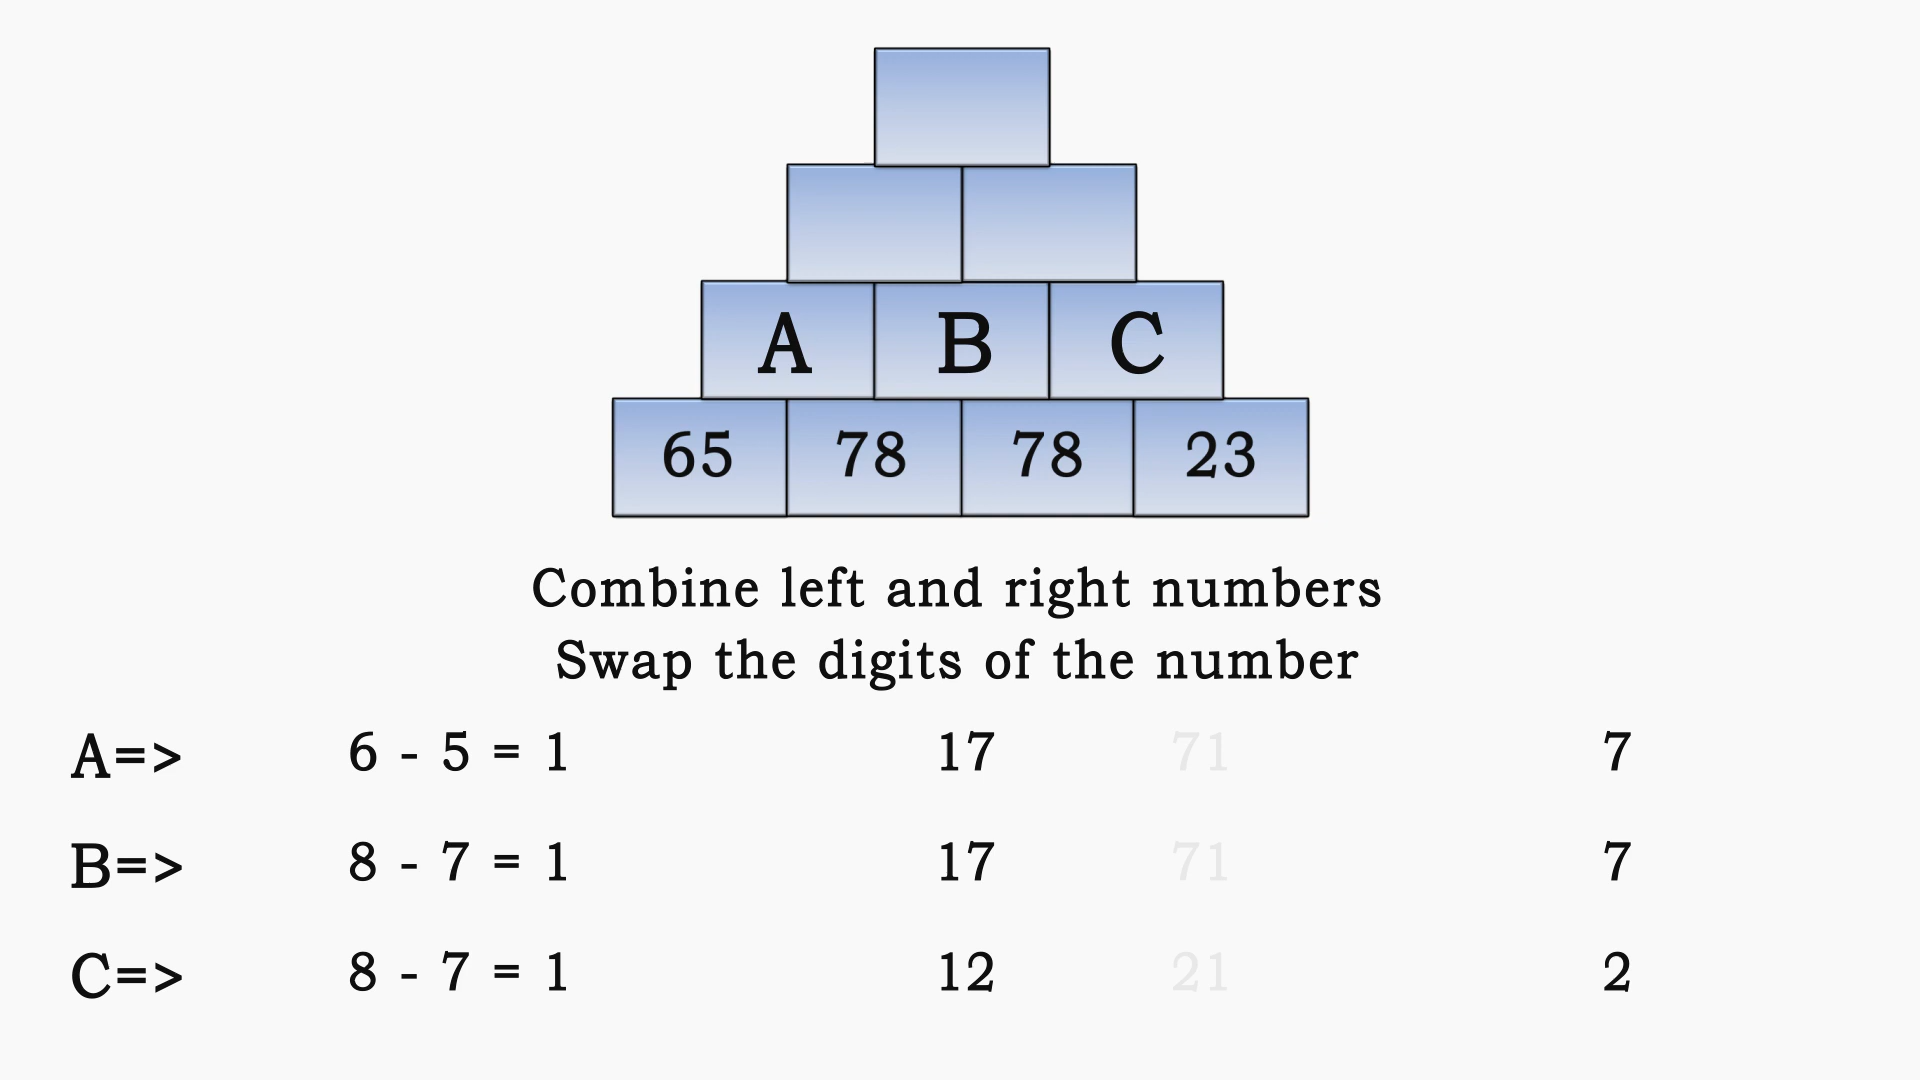 A B C
65 78 78 23
Combine left and right numbers
Swap the digits of the number
A=> 6 - 5 = 1 17 71 7
B=> 8 - 7 = 1 17 71 7
C=> 8 - 7 = 1 12 21 2